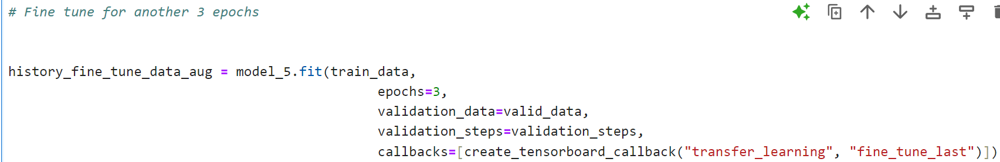 # Fine tune for another 3 epochs
history_fine_tune_data_aug = model_5.fit(train_data,
epochs=3,
validation_data=valid_data,
validation_steps=validation_steps,
callbacks=[create_tensorboard_callback("transfer_learning", "fine_tune_last")])